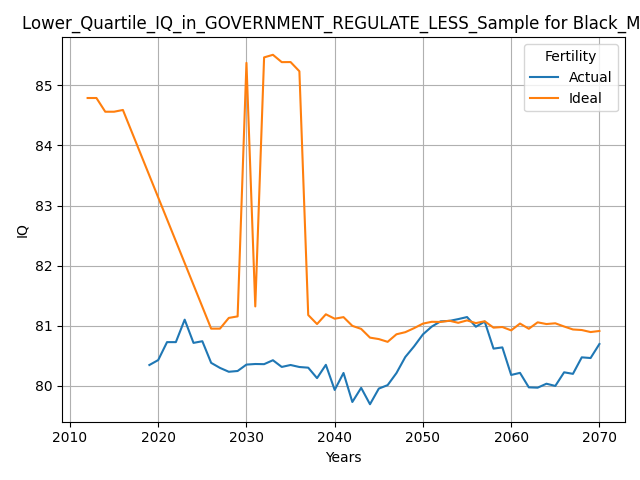 Lower_Quartile_IQ_in_GOVERNMENT_REGULATE_LESS_Sample for Black_M
Fertility
Actual
Ideal
IQ
85
84
83
82
81
80
2010 2020 2030 2040 2050 2060 2070
Years